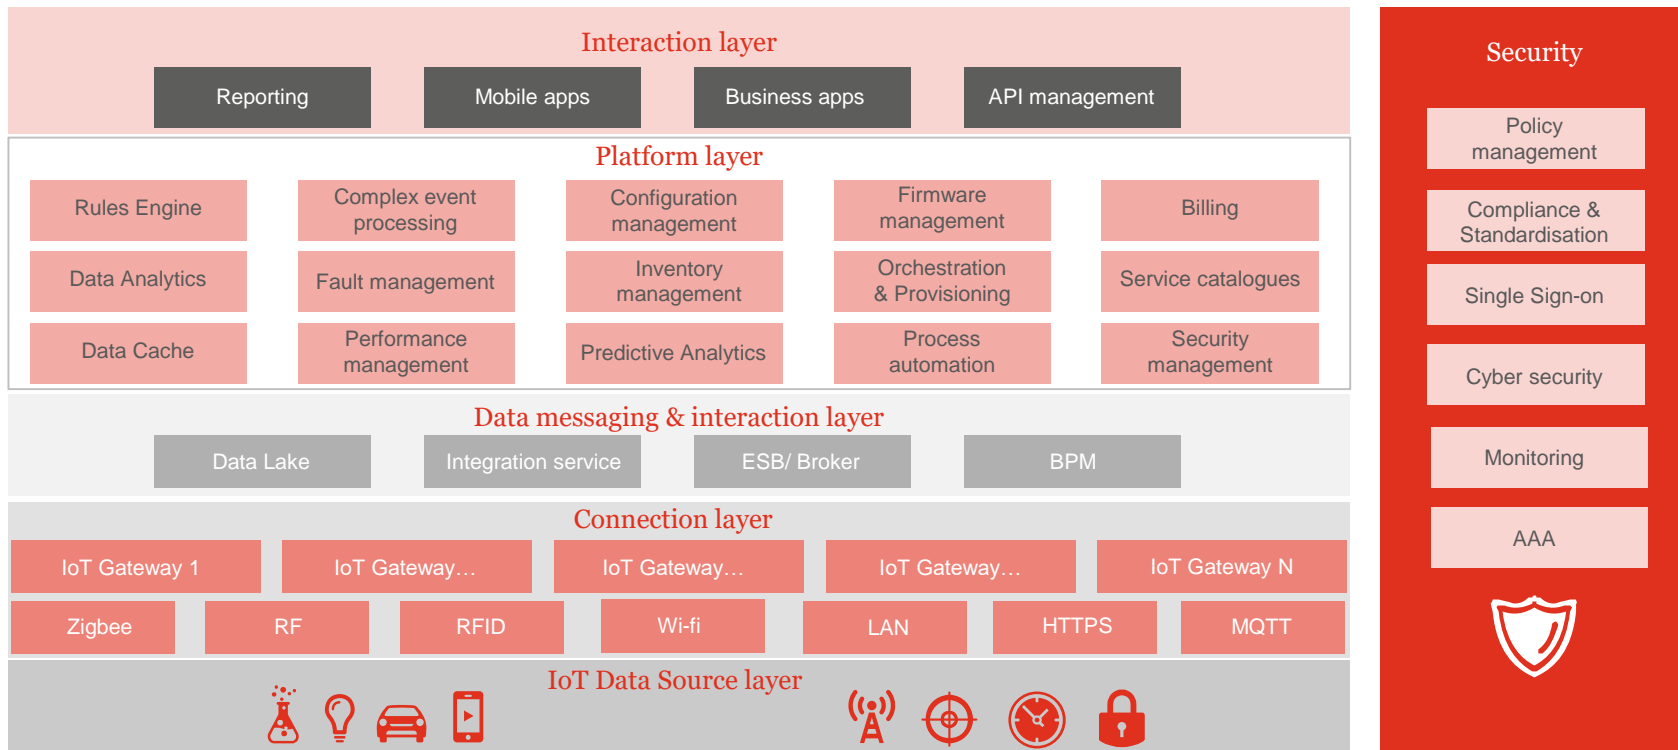 Interaction layer
Reporting
Mobile apps
Business apps
API management
Platform layer
Rules Engine
Complex event
processing
Configuration
management
Firmware
management
Billing
Data Analytics
Fault management
Inventory
management
Orchestration
& Provisioning
Service catalogues
Data Cache
Performance
management
Predictive Analytics
Process
automation
Security
management
Data messaging & interaction layer
Data Lake
Integration service
ESB/ Broker
BPM
Connection layer
IoT Gateway 1
IoT Gateway…
IoT Gateway…
IoT Gateway…
IoT Gateway N
Zigbee
RF
RFID
Wi-fi
LAN
HTTPS
MQTT
IoT Data Source layer
Security
Policy
management
Compliance &
Standardisation
Single Sign-on
Cyber security
Monitoring
AAA